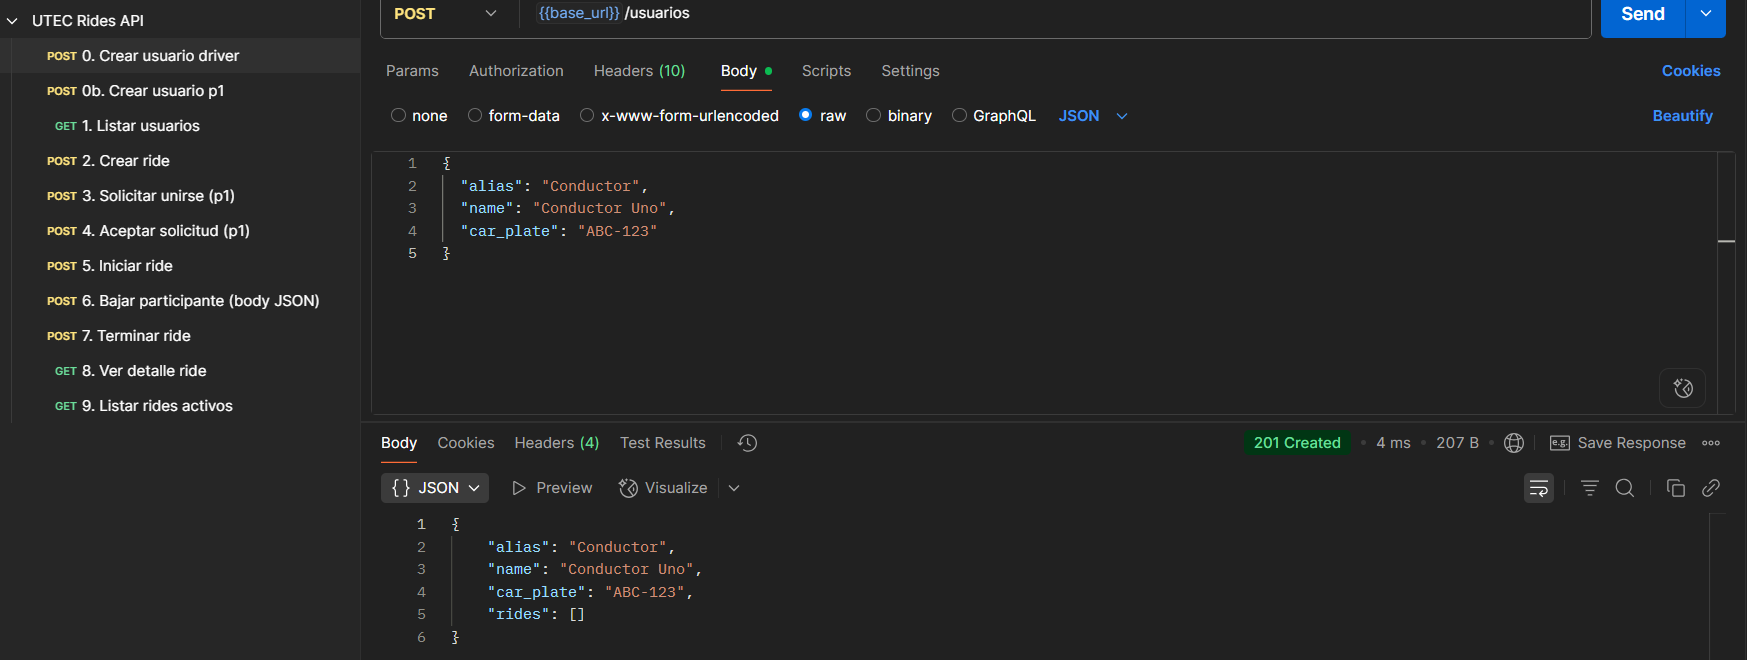 UTEC Rides API
POST 0. Crear usuario driver
POST 0b. Crear usuario p1
GET 1. Listar usuarios
POST 2. Crear ride
POST 3. Solicitar unirse (p1)
POST 4. Aceptar solicitud (p1)
POST 5. Iniciar ride
POST 6. Bajar participante (body JSON)
POST 7. Terminar ride
GET 8. Ver detalle ride
GET 9. Listar rides activos
POST {{base_url}} /usuarios Send
Params Authorization Headers (10) Body Scripts Settings Cookies
none form-data x-www-form-urlencoded raw binary GraphQL JSON Beautify
1 {
2 "alias": "Conductor",
3 "name": "Conductor Uno",
4 "car_plate": "ABC-123"
5 }
Body Cookies Headers (4) Test Results 201 Created 4 ms 207 B e.g. Save Response
{} JSON Preview Visualize
1 {
2 "alias": "Conductor",
3 "name": "Conductor Uno",
4 "car_plate": "ABC-123",
5 "rides": []
6 }